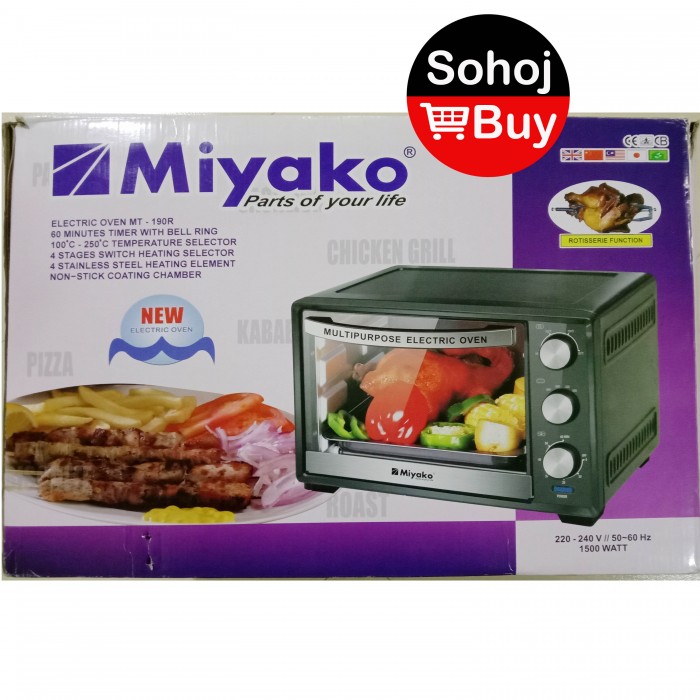 Sohoj
Buy
Miyako®
Parts of your life
ELECTRIC OVEN MT - 190R
60 MINUTES TIMER WITH BELL RING
100°C - 250°C TEMPERATURE SELECTOR
4 STAGES SWITCH HEATING SELECTOR
4 STAINLESS STEEL HEATING ELEMENT
NON-STICK COATING CHAMBER
CE
CB
ROTISSERIE FUNCTION
CHICKEN GRILL
NEW
ELECTRIC OVEN
PIZZA
MULTIPURPOSE ELECTRIC OVEN
Miyako
ROAST
220 - 240 V // 50~60 Hz
1500 WATT